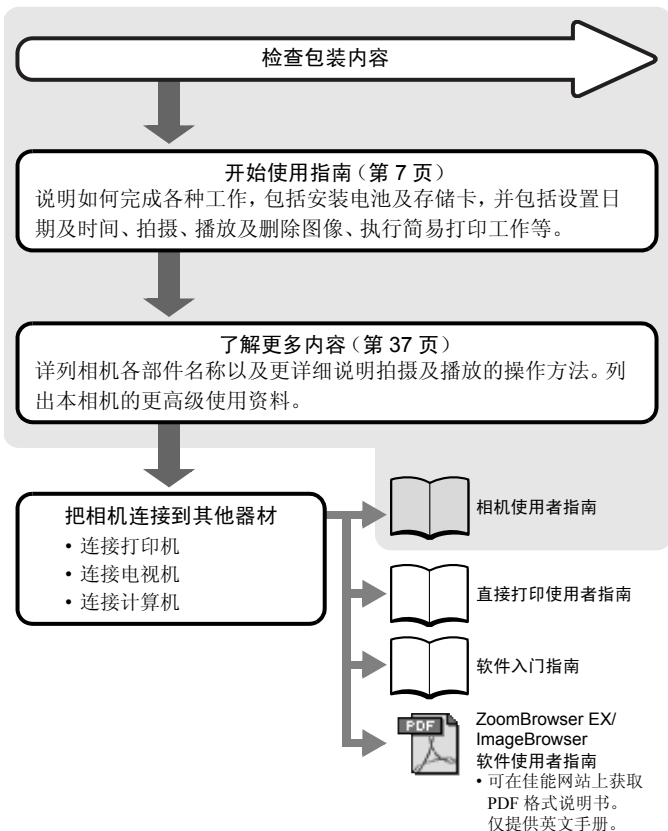 检查包装内容
开始使用指南（第 7 页）
说明如何完成各种工作，包括安装电池及存储卡，并包括设置日
期及时间、拍摄、播放及删除图像、执行简易打印工作等。
了解更多内容（第 37 页）
详列相机各部件名称以及更详细说明拍摄及播放的操作方法。列
出本相机的更高级使用资料。
把相机连接到其他器材
• 连接打印机
• 连接电视机
• 连接计算机
相机使用者指南
直接打印使用者指南
软件入门指南
PDF
ZoomBrowser EX/
ImageBrowser
软件使用者指南
• 可在佳能网站上获取
PDF 格式说明书。
仅提供英文手册。